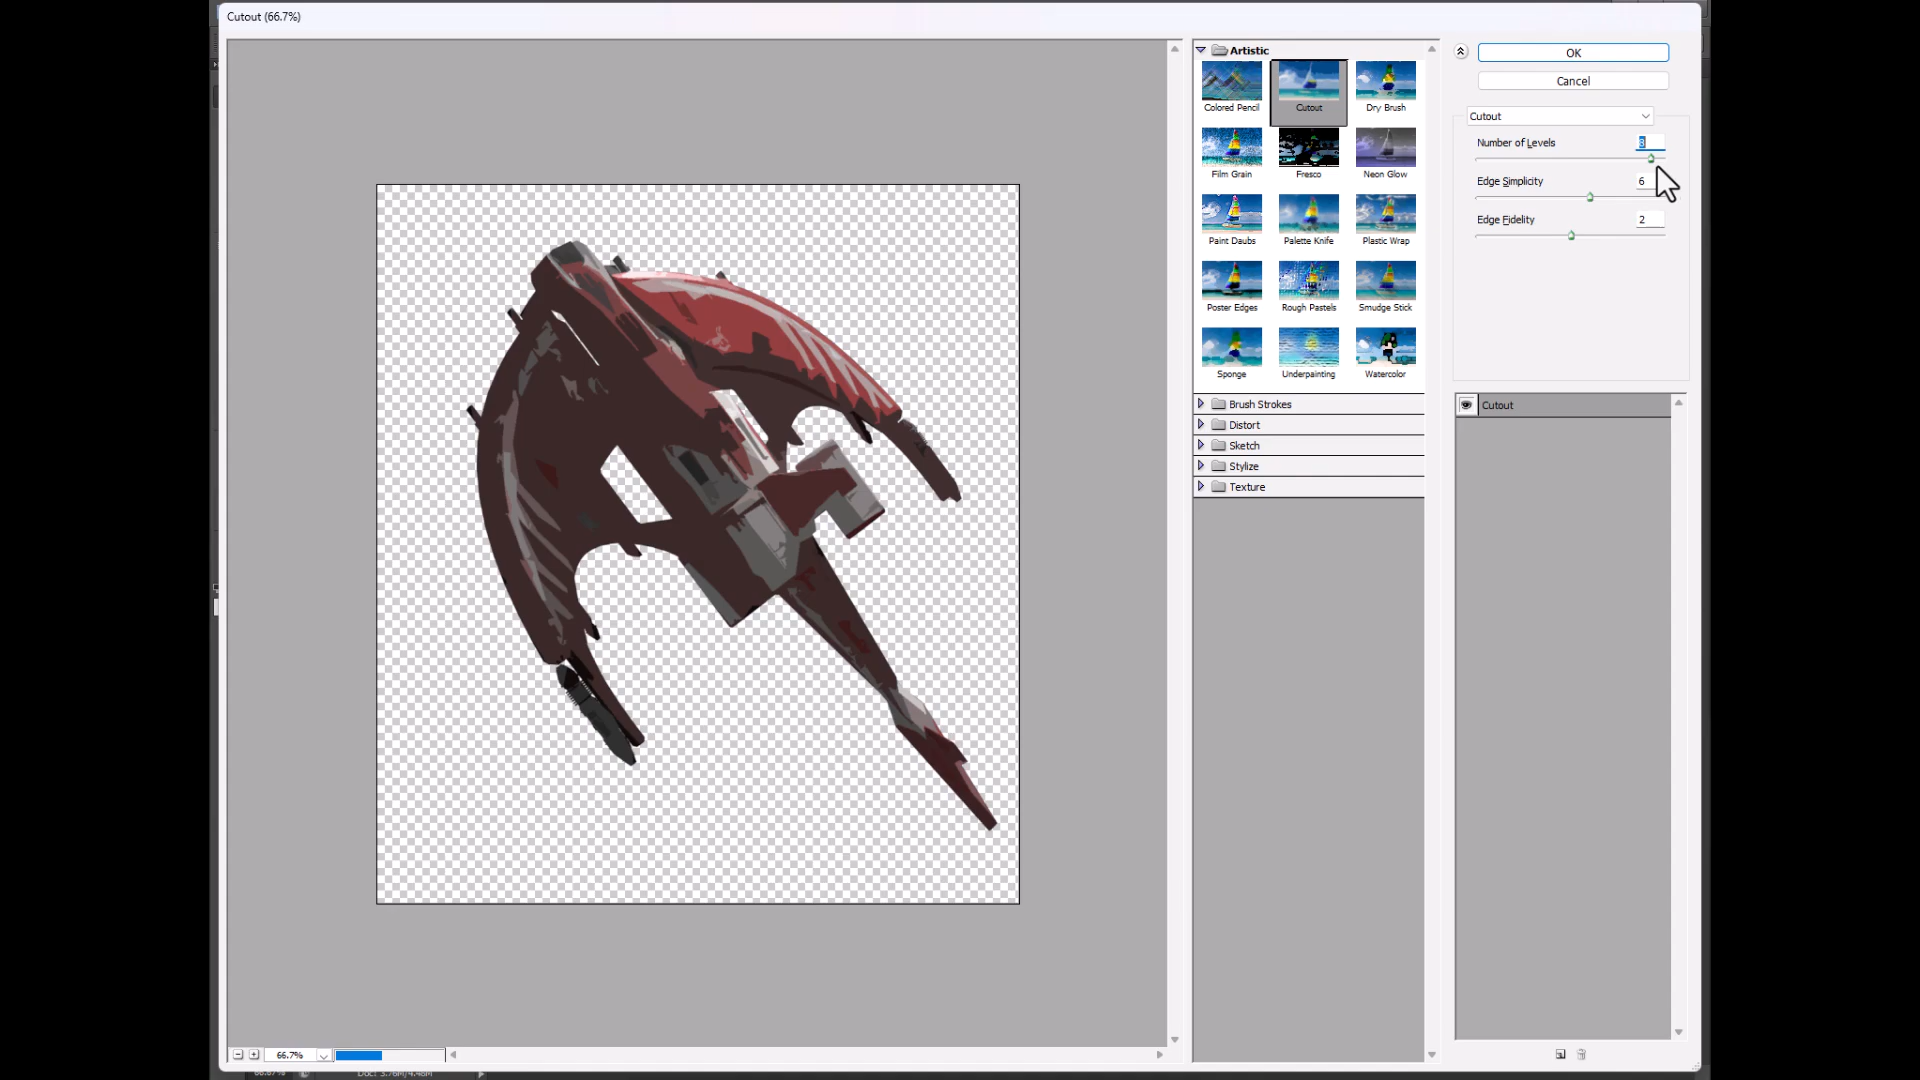 Cutout (66.7%)
Artistic
Colored Pencil
Cutout
Dry Brush
Film Grain
Fresco
Neon Glow
Paint Daubs
Palette Knife
Plastic Wrap
Poster Edges
Rough Pastels
Smudge Stick
Sponge
Underpainting
Watercolor
Brush Strokes
Distort
Sketch
Stylize
Texture
OK
Cancel
Cutout
Number of Levels 8
Edge Simplicity 6
Edge Fidelity 2
Cutout
66.7%